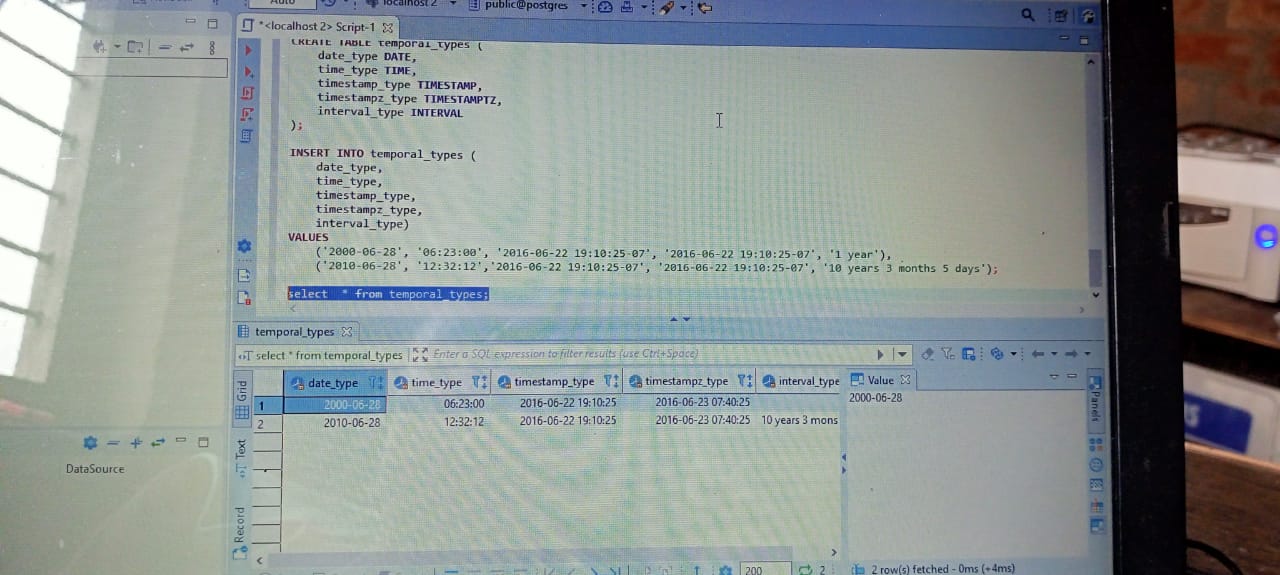 Auto
localhost 2
public@postgres
*<localhost 2> Script-1
CREATE TABLE temporal_types (
date_type DATE,
time_type TIME,
timestamp_type TIMESTAMP,
timestampz_type TIMESTAMPTZ,
interval_type INTERVAL
);
INSERT INTO temporal_types (
date_type,
time_type,
timestamp_type,
timestampz_type,
interval_type)
VALUES
('2000-06-28', '06:23:00', '2016-06-22 19:10:25-07', '2016-06-22 19:10:25-07', '1 year'),
('2010-06-28', '12:32:12','2016-06-22 19:10:25-07', '2016-06-22 19:10:25-07', '10 years 3 months 5 days');
select * from temporal_types;
temporal_types
select * from temporal_types Enter a SQL expression to filter results (use Ctrl+Space)
Grid
Text
Record
date_type time_type timestamp_type timestampz_type interval_type
1 2000-06-28 06:23:00 2016-06-22 19:10:25 2016-06-23 07:40:25
2 2010-06-28 12:32:12 2016-06-22 19:10:25 2016-06-23 07:40:25 10 years 3 mons
Value
2000-06-28
Panels
DataSource
200
2
2 row(s) fetched - 0ms (+4ms)